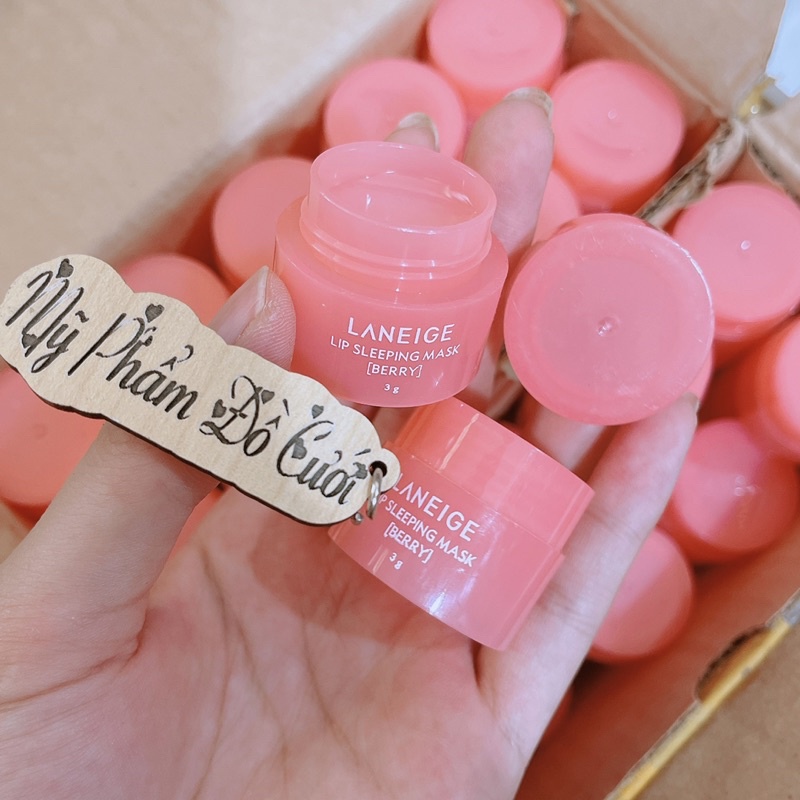 Mỹ Phẩm Đồ Cưới
LANEIGE
LIP SLEEPING MASK
[BERRY]
3 g
LANEIGE
LIP SLEEPING MASK
[BERRY]
3 g